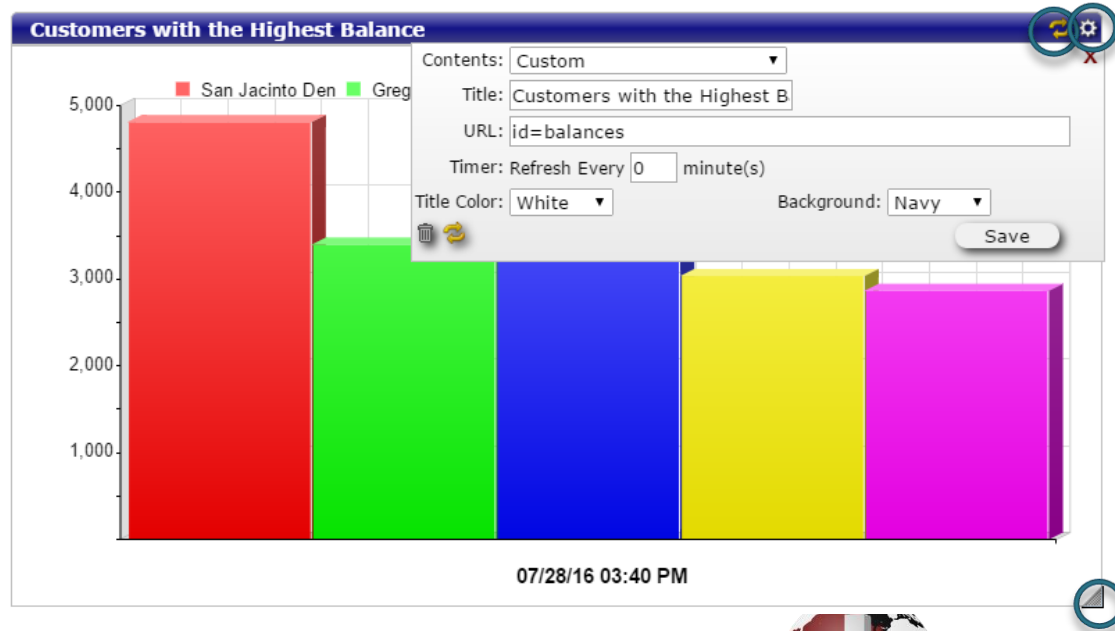 Customers with the Highest Balance
Contents: Custom
X
San Jacinto Den Greg
Title: Customers with the Highest B
URL: id=balances
Timer: Refresh Every 0 minute(s)
Title Color: White Background: Navy
Save
5,000
4,000
3,000
2,000
1,000
07/28/16 03:40 PM